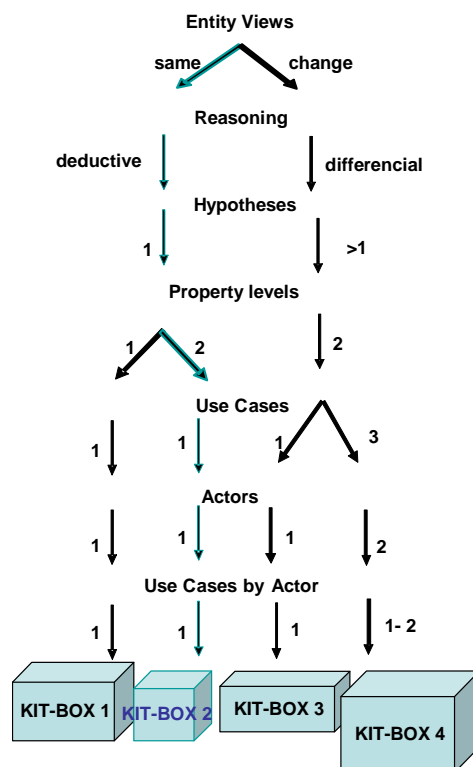 Entity Views
same change
Reasoning
deductive differencial
Hypotheses
1 >1
Property levels
1 2 2
Use Cases
1 1 1 3
Actors
1 1 1 2
Use Cases by Actor
1 1 1 1- 2
KIT-BOX 1 KIT-BOX 2 KIT-BOX 3 KIT-BOX 4